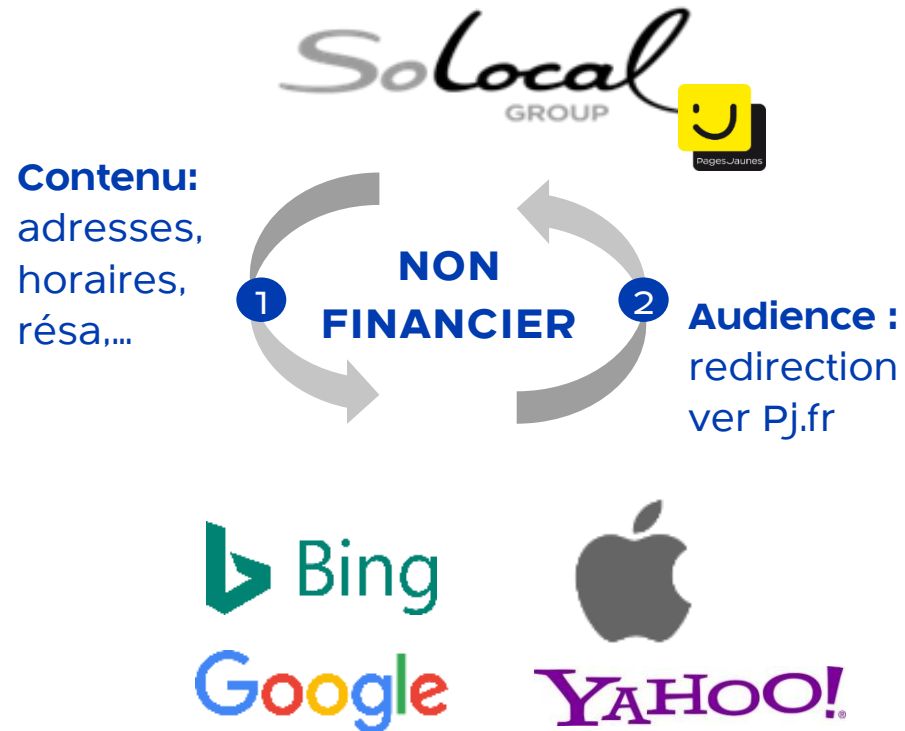 SoLocal
GROUP
PagesJaunes
Contenu:
adresses,
horaires,
résa,...
1
NON
FINANCIER
2
Audience :
redirection
ver Pj.fr
Bing
Google
YAHOO!